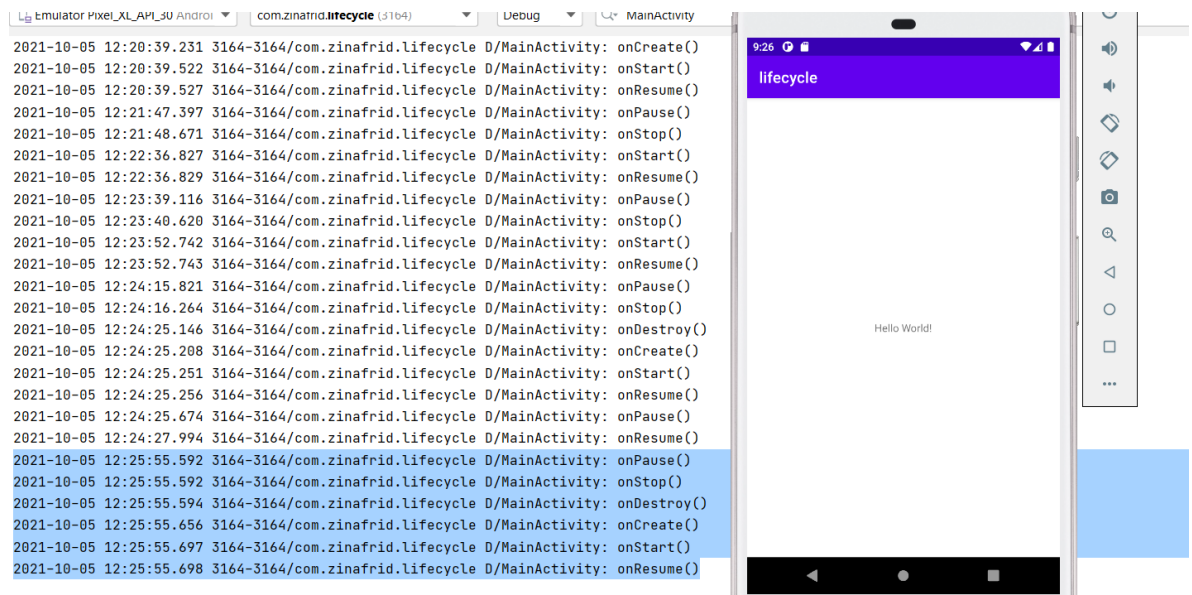 Emulator Pixel_XL_API_30 Androi com.zinafrid.lifecycle (3164) Debug MainActivity
2021-10-05 12:20:39.231 3164-3164/com.zinafrid.lifecycle D/MainActivity: onCreate()
2021-10-05 12:20:39.522 3164-3164/com.zinafrid.lifecycle D/MainActivity: onStart()
2021-10-05 12:20:39.527 3164-3164/com.zinafrid.lifecycle D/MainActivity: onResume()
2021-10-05 12:21:47.397 3164-3164/com.zinafrid.lifecycle D/MainActivity: onPause()
2021-10-05 12:21:48.671 3164-3164/com.zinafrid.lifecycle D/MainActivity: onStop()
2021-10-05 12:22:36.827 3164-3164/com.zinafrid.lifecycle D/MainActivity: onStart()
2021-10-05 12:22:36.829 3164-3164/com.zinafrid.lifecycle D/MainActivity: onResume()
2021-10-05 12:23:39.116 3164-3164/com.zinafrid.lifecycle D/MainActivity: onPause()
2021-10-05 12:23:40.620 3164-3164/com.zinafrid.lifecycle D/MainActivity: onStop()
2021-10-05 12:23:52.742 3164-3164/com.zinafrid.lifecycle D/MainActivity: onStart()
2021-10-05 12:23:52.743 3164-3164/com.zinafrid.lifecycle D/MainActivity: onResume()
2021-10-05 12:24:15.821 3164-3164/com.zinafrid.lifecycle D/MainActivity: onPause()
2021-10-05 12:24:16.264 3164-3164/com.zinafrid.lifecycle D/MainActivity: onStop()
2021-10-05 12:24:25.146 3164-3164/com.zinafrid.lifecycle D/MainActivity: onDestroy()
2021-10-05 12:24:25.208 3164-3164/com.zinafrid.lifecycle D/MainActivity: onCreate()
2021-10-05 12:24:25.251 3164-3164/com.zinafrid.lifecycle D/MainActivity: onStart()
2021-10-05 12:24:25.256 3164-3164/com.zinafrid.lifecycle D/MainActivity: onResume()
2021-10-05 12:24:25.674 3164-3164/com.zinafrid.lifecycle D/MainActivity: onPause()
2021-10-05 12:24:27.994 3164-3164/com.zinafrid.lifecycle D/MainActivity: onResume()
2021-10-05 12:25:55.592 3164-3164/com.zinafrid.lifecycle D/MainActivity: onPause()
2021-10-05 12:25:55.592 3164-3164/com.zinafrid.lifecycle D/MainActivity: onStop()
2021-10-05 12:25:55.594 3164-3164/com.zinafrid.lifecycle D/MainActivity: onDestroy()
2021-10-05 12:25:55.656 3164-3164/com.zinafrid.lifecycle D/MainActivity: onCreate()
2021-10-05 12:25:55.697 3164-3164/com.zinafrid.lifecycle D/MainActivity: onStart()
2021-10-05 12:25:55.698 3164-3164/com.zinafrid.lifecycle D/MainActivity: onResume()
9:26
lifecycle
Hello World!